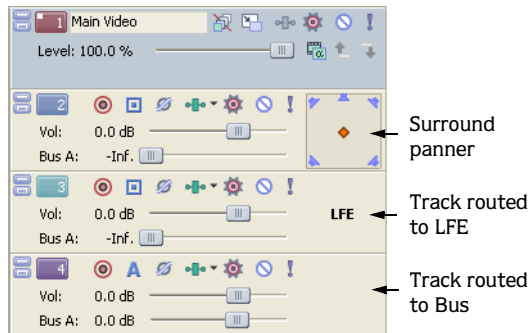 1 Main Video
Level: 100.0 %
2
Vol: 0.0 dB
Bus A: -Inf.
Surround
panner
3
Vol: 0.0 dB
Bus A: -Inf.
LFE
Track routed
to LFE
4 A
Vol: 0.0 dB
Bus A: 0.0 dB
Track routed
to Bus